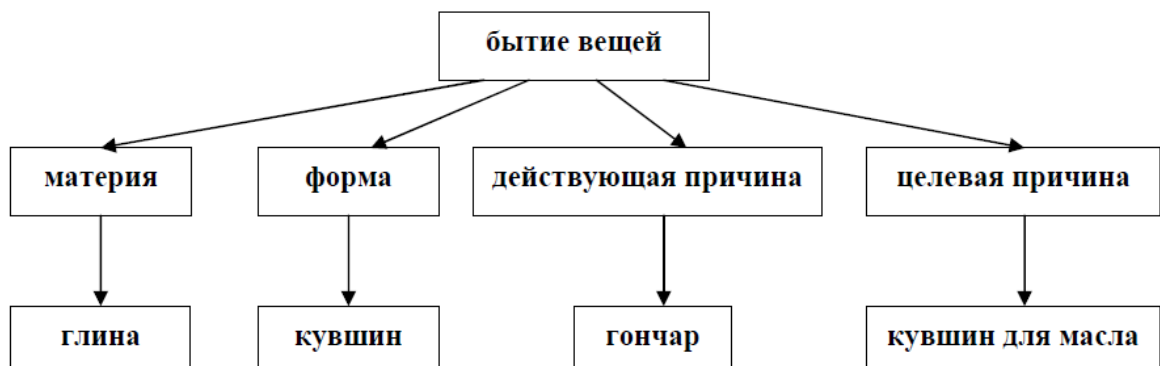 бытие вещей
материя
форма
действующая причина
целевая причина
глина
кувшин
гончар
кувшин для масла